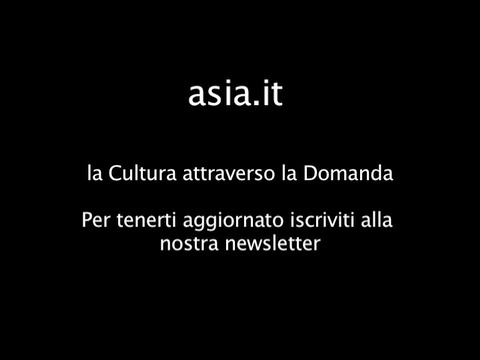 asia.it
la Cultura attraverso la Domanda
Per tenerti aggiornato iscriviti alla
nostra newsletter